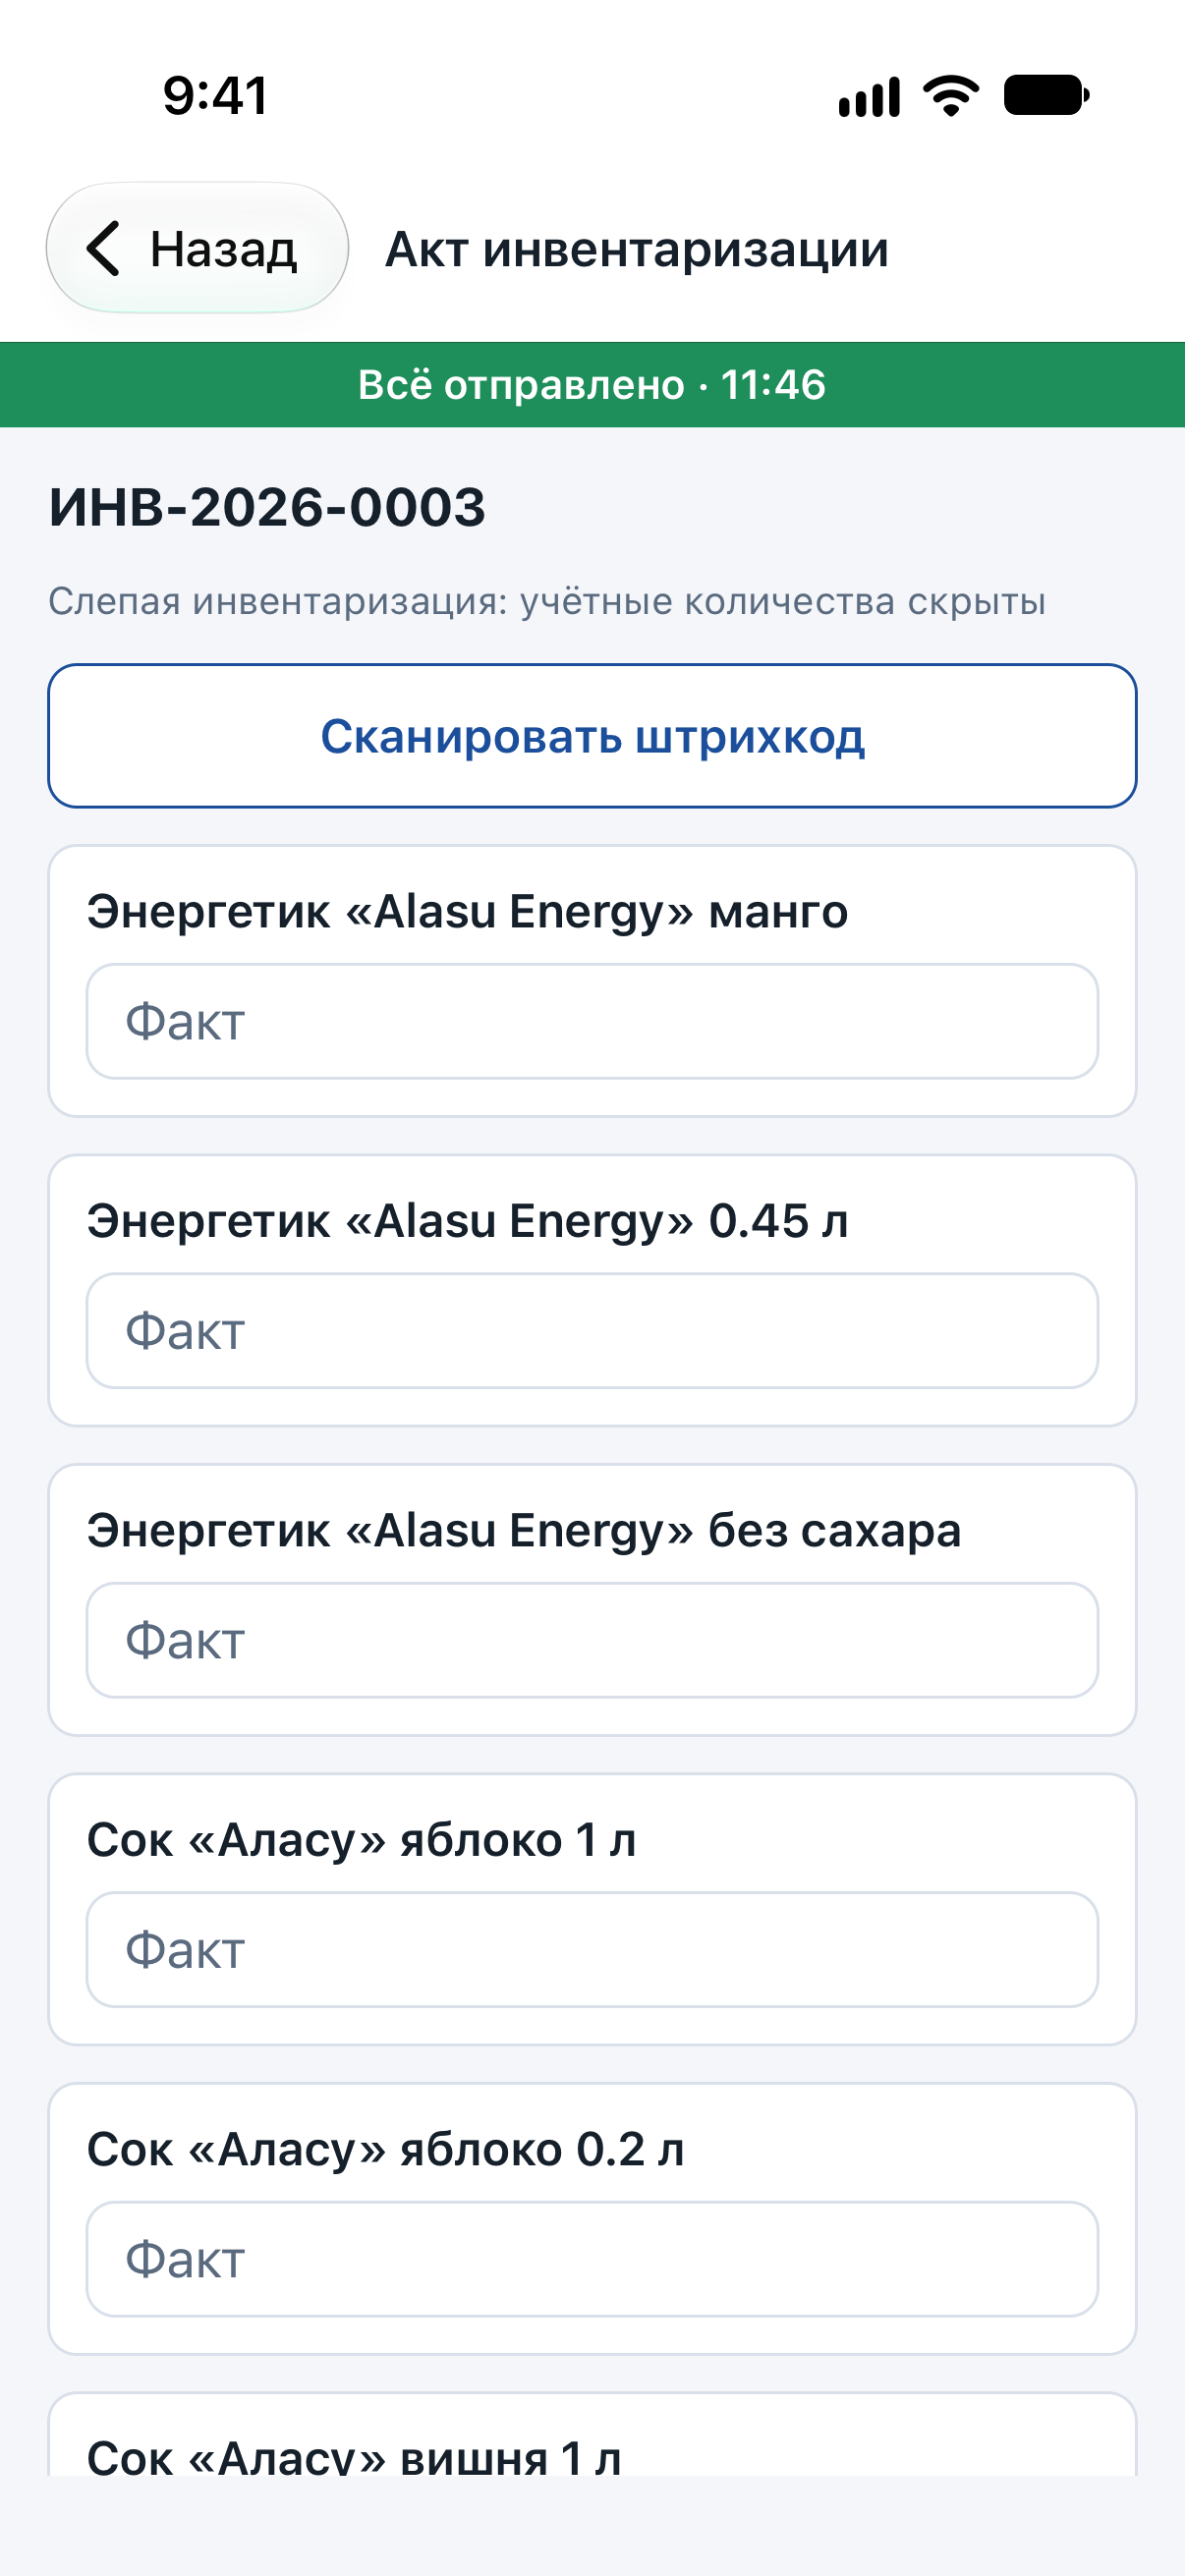 9:41
Назад
Акт инвентаризации
Всё отправлено · 11:46
ИНВ-2026-0003
Слепая инвентаризация: учётные количества скрыты
Сканировать штрихкод
Энергетик «Alasu Energy» манго
Факт
Энергетик «Alasu Energy» 0.45 л
Факт
Энергетик «Alasu Energy» без сахара
Факт
Сок «Аласу» яблоко 1 л
Факт
Сок «Аласу» яблоко 0.2 л
Факт
Сок «Аласу» вишня 1 л